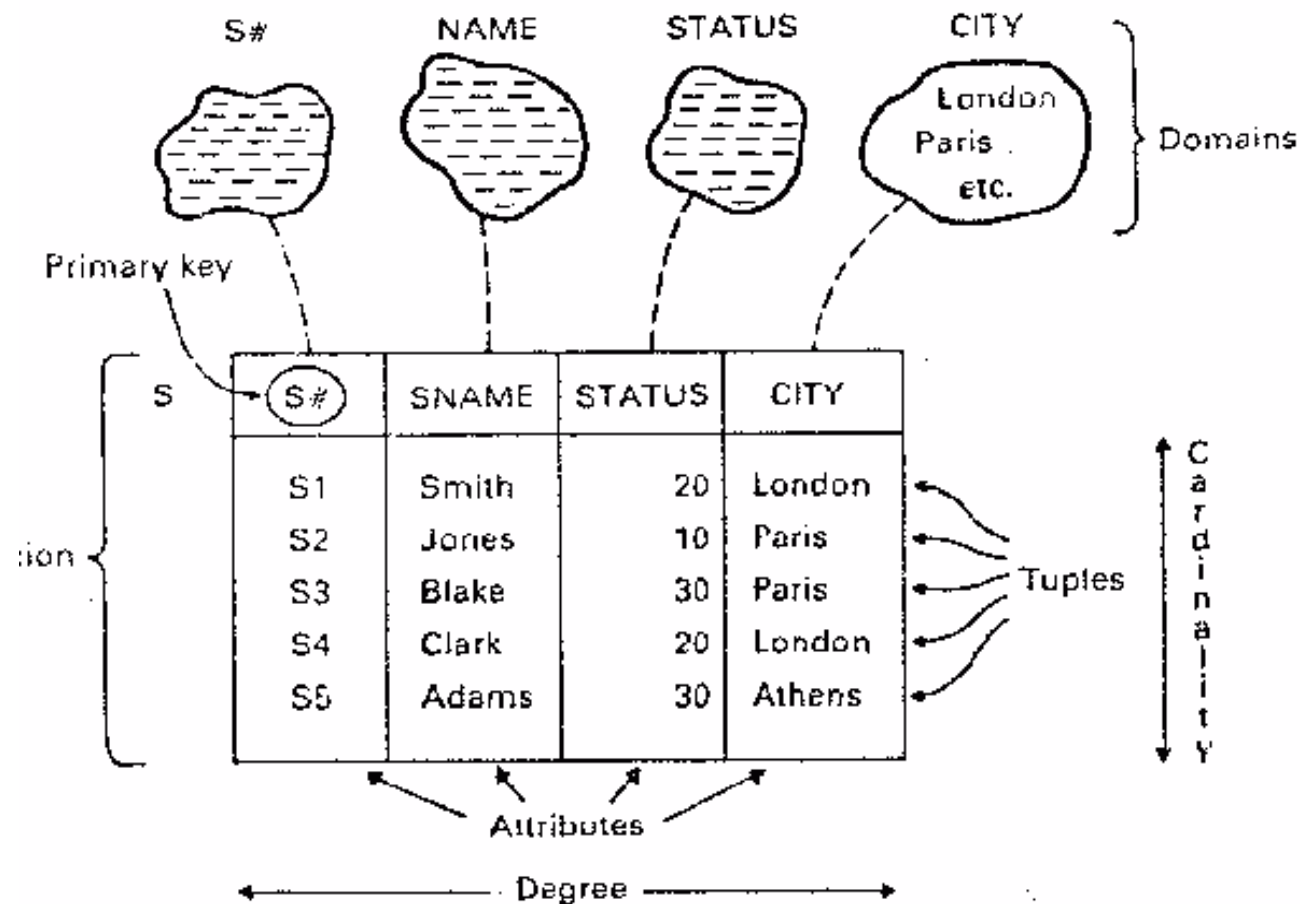 S# NAME STATUS CITY
London
Paris
etc.
Domains
Primary key
S S# SNAME STATUS CITY
S1 Smith 20 London
S2 Jones 10 Paris
S3 Blake 30 Paris
S4 Clark 20 London
S5 Adams 30 Athens
tion
Tuples
Cardinality
Attributes
Degree